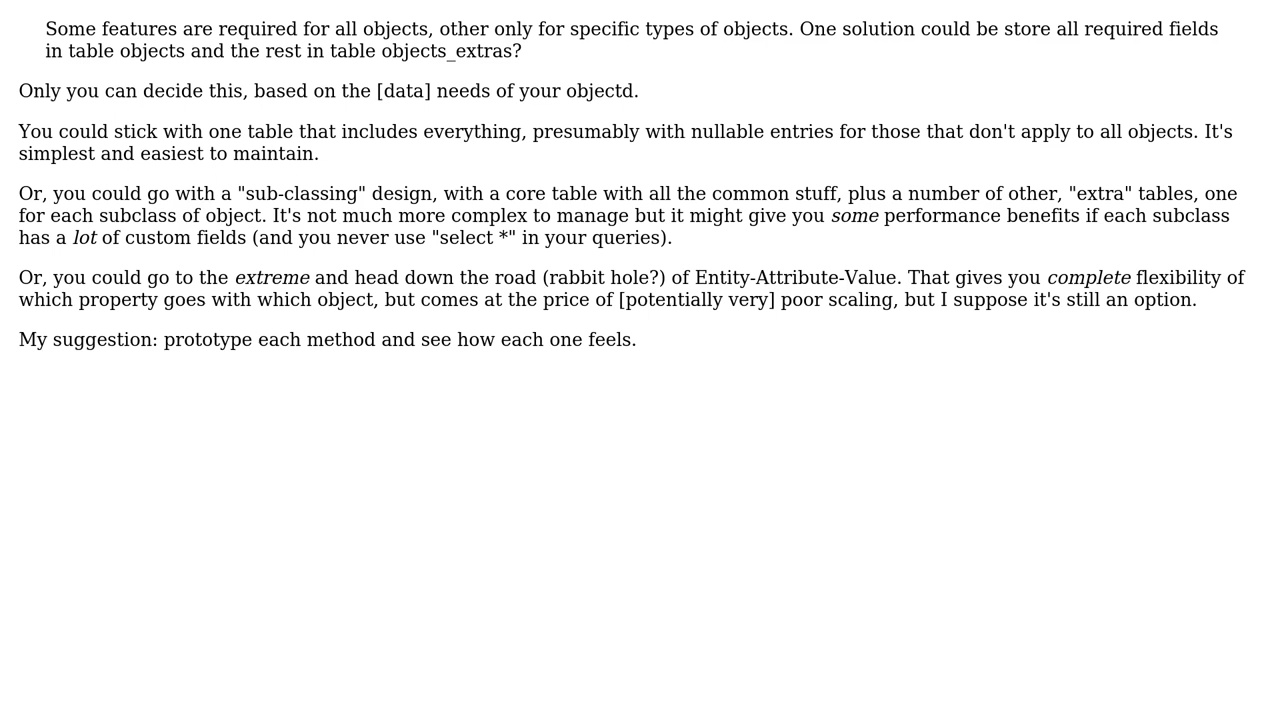 Some features are required for all objects, other only for specific types of objects. One solution could be store all required fields
in table objects and the rest in table objects_extras?
Only you can decide this, based on the [data] needs of your objectd.
You could stick with one table that includes everything, presumably with nullable entries for those that don't apply to all objects. It's
simplest and easiest to maintain.
Or, you could go with a "sub-classing" design, with a core table with all the common stuff, plus a number of other, "extra" tables, one
for each subclass of object. It's not much more complex to manage but it might give you some performance benefits if each subclass
has a lot of custom fields (and you never use "select *" in your queries).
Or, you could go to the extreme and head down the road (rabbit hole?) of Entity-Attribute-Value. That gives you complete flexibility of
which property goes with which object, but comes at the price of [potentially very] poor scaling, but I suppose it's still an option.
My suggestion: prototype each method and see how each one feels.